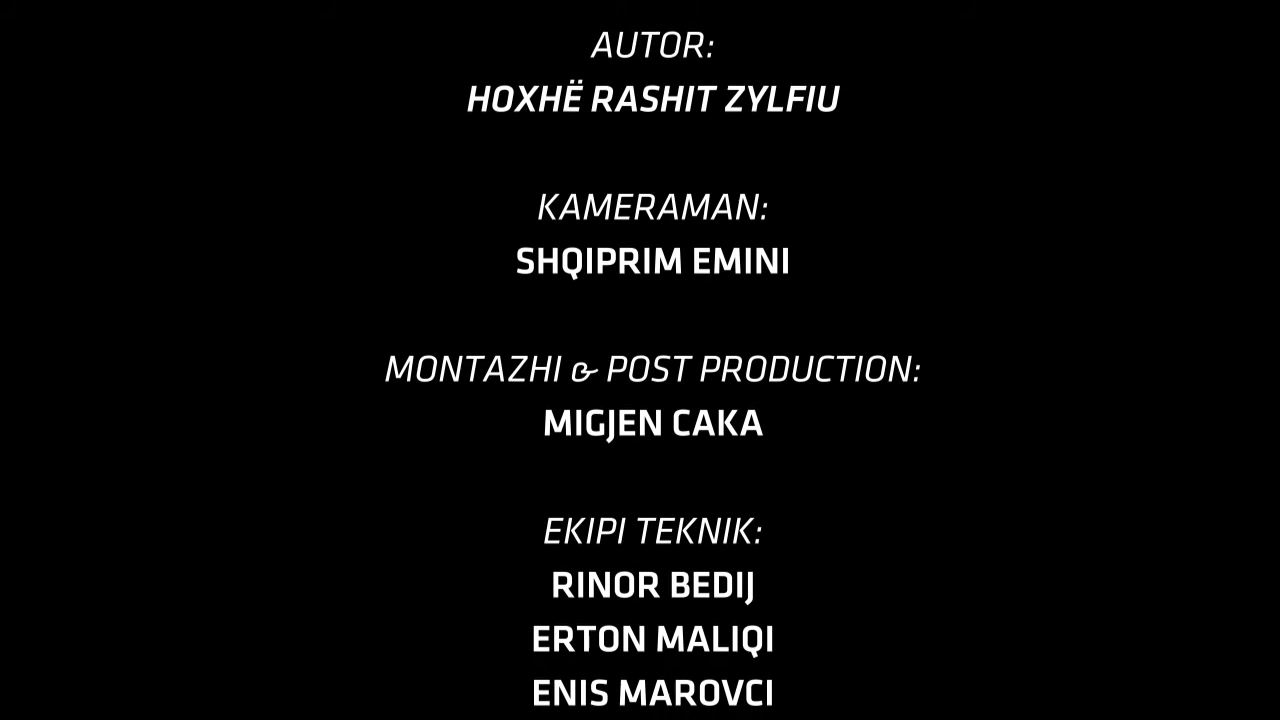 AUTOR:
HOXHË RASHIT ZYLFIU
KAMERAMAN:
SHQIPRIM EMINI
MONTAZHI & POST PRODUCTION:
MIGJEN CAKA
EKIPI TEKNIK:
RINOR BEDIJ
ERTON MALIQI
ENIS MAROVCI